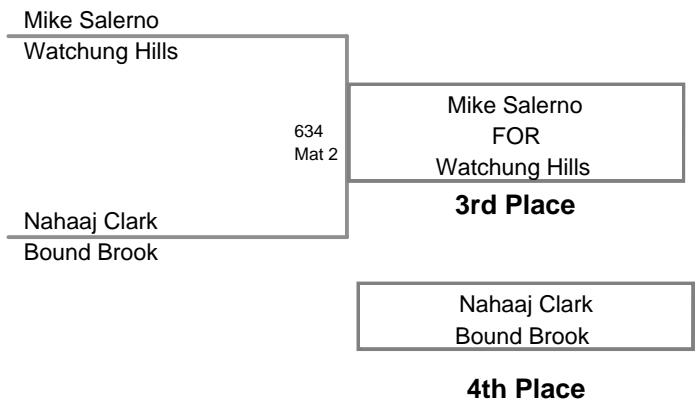 Mike Salerno
Watchung Hills
634
Mat 2
Mike Salerno
FOR
Watchung Hills
3rd Place
Nahaaj Clark
Bound Brook
Nahaaj Clark
Bound Brook
4th Place